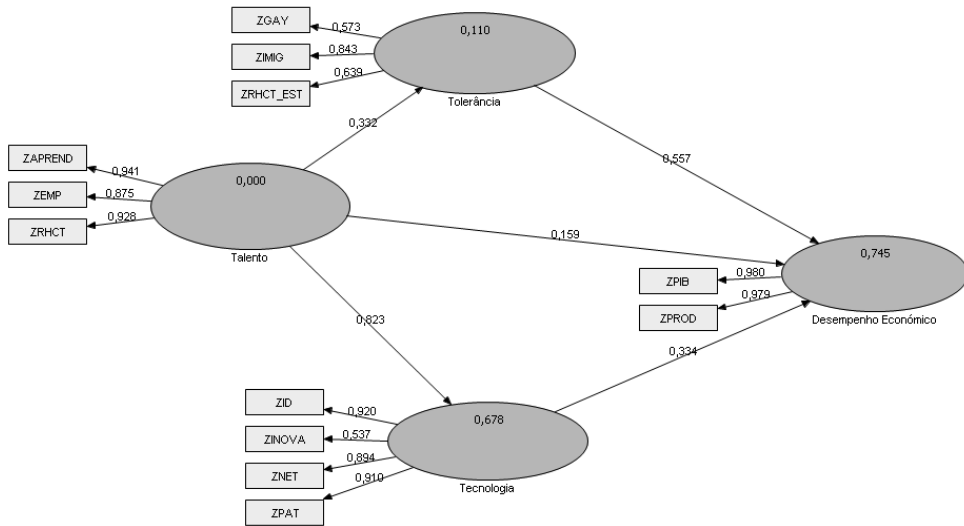 ZGAY
0,573
ZIMIG
0,843
ZRHCT_EST
0,639
0,110
Tolerância
0,332
0,557
ZAPREND
0,941
ZEMP
0,875
ZRHCT
0,928
0,000
Talento
0,159
0,823
ZPIB
0,980
ZPROD
0,979
0,745
Desempenho Económico
0,334
ZID
0,920
ZINOVA
0,537
ZNET
0,894
ZPAT
0,910
0,678
Tecnologia